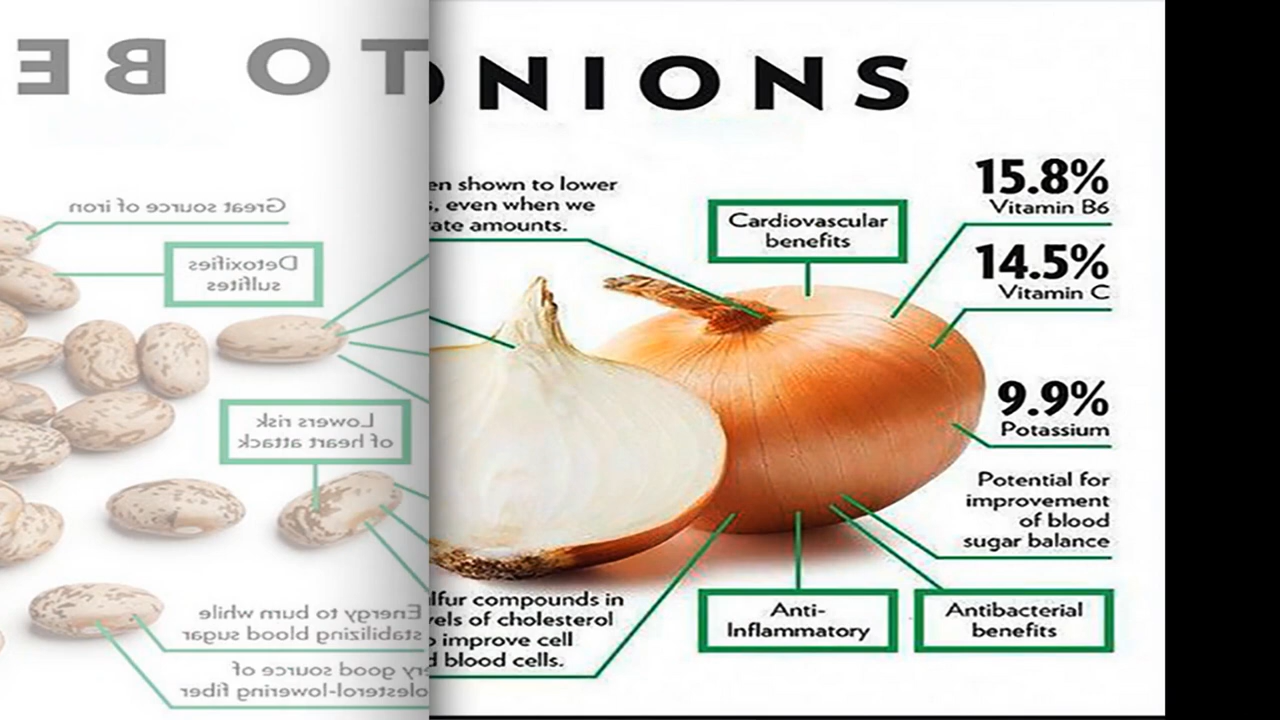 TO BE
Great source of iron
Detoxifies
sulfites
Lowers risk
of heart attack
Energy to burn while
stabilizing blood sugar
ry good source of
olesterol-lowering fiber
ONIONS
en shown to lower
s, even when we
ate amounts.
Cardiovascular
benefits
15.8%
Vitamin B6
14.5%
Vitamin C
9.9%
Potassium
Potential for
improvement
of blood
sugar balance
lfur compounds in
vels of cholesterol
o improve cell
d blood cells.
Anti-
Inflammatory
Antibacterial
benefits